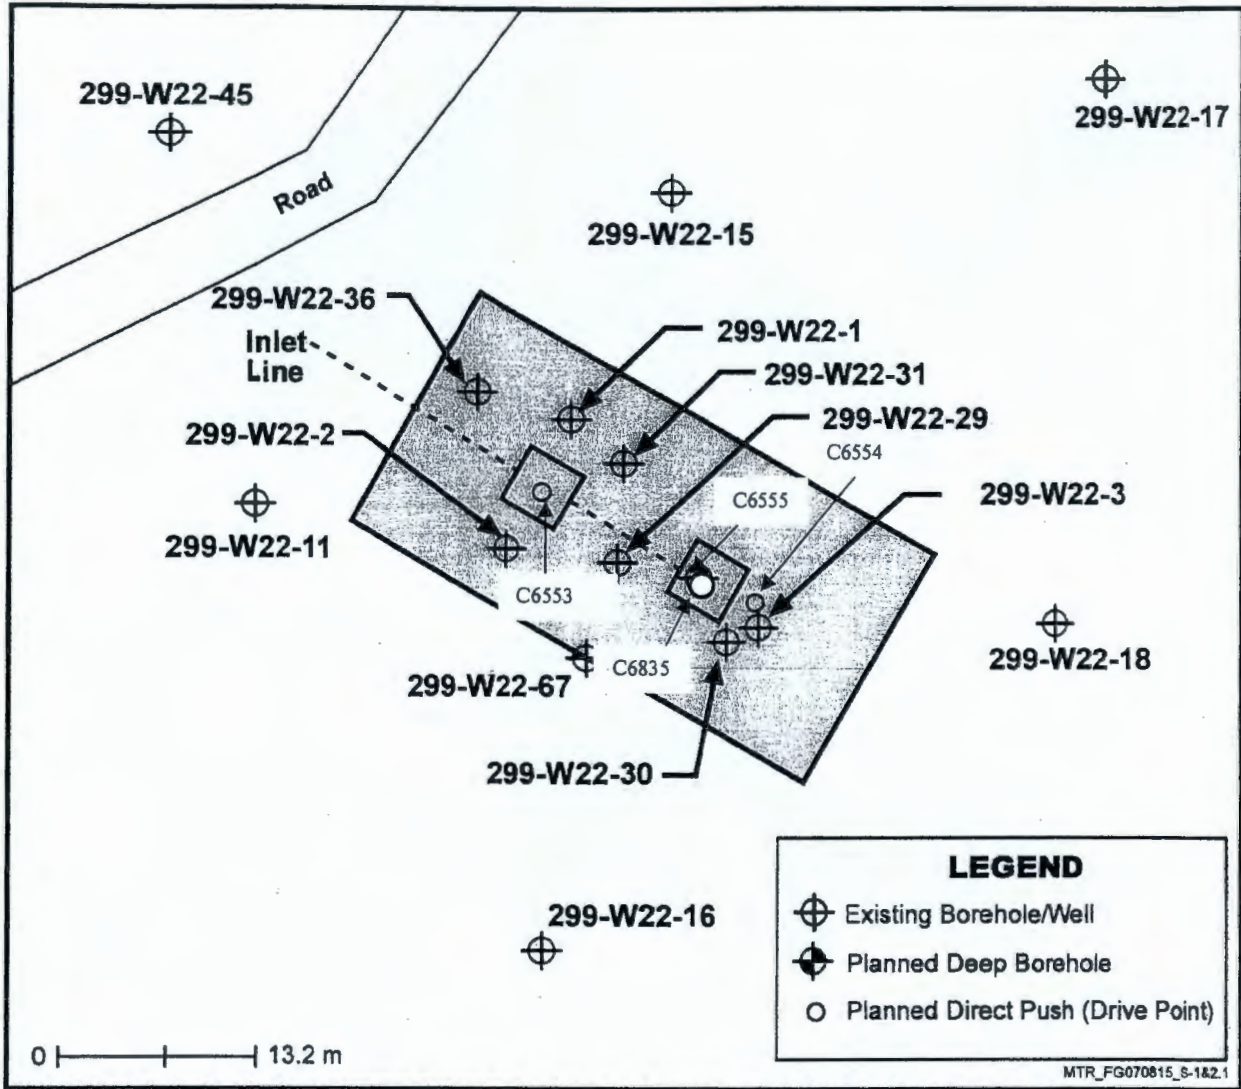 299-W22-45
299-W22-17
Road
299-W22-15
299-W22-36
Inlet
Line
299-W22-1
299-W22-31
299-W22-29
299-W22-2
C6554
C6555
299-W22-3
299-W22-11
C6553
C6835
299-W22-18
299-W22-67
299-W22-30
299-W22-16
LEGEND
Existing Borehole/Well
Planned Deep Borehole
Planned Direct Push (Drive Point)
0 13.2 m
MTR_FG070815_S-1&2.1